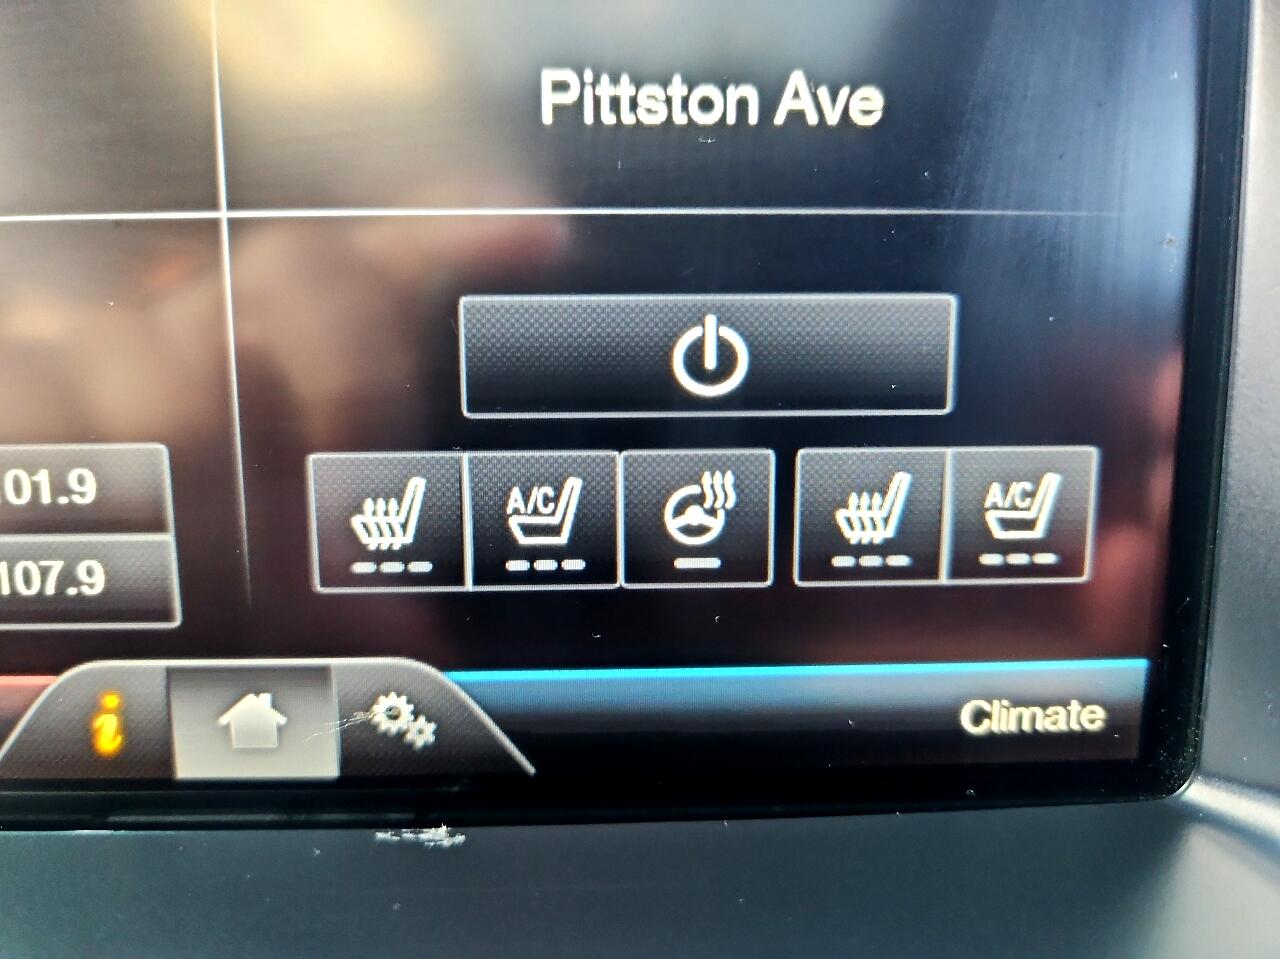 Pittston Ave
01.9
107.9
A/C
A/C
Climate